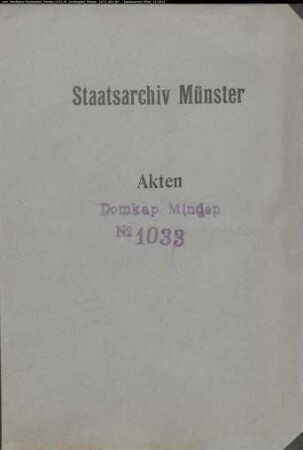 Staatsarchiv Münster
Akten
Domkap Minden
№ 1033